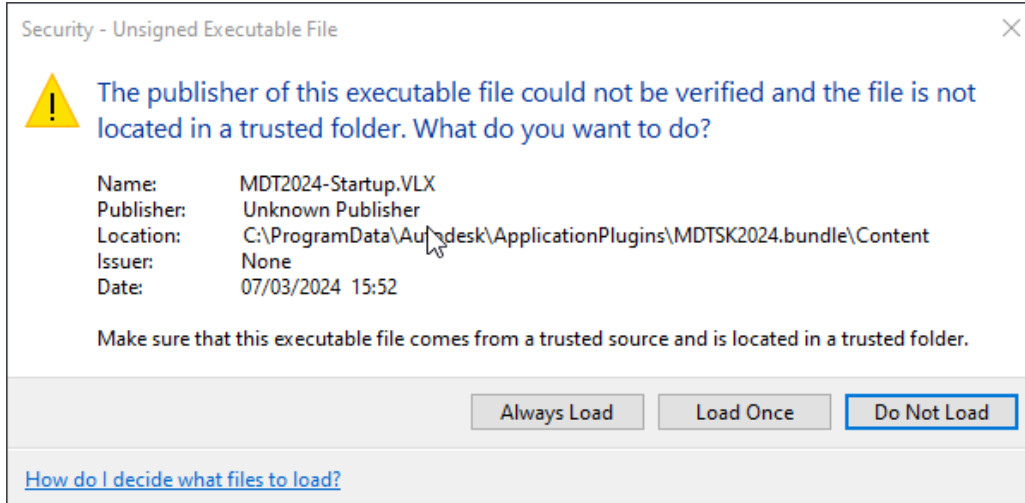 Security - Unsigned Executable File
The publisher of this executable file could not be verified and the file is not
located in a trusted folder. What do you want to do?
Name: MDT2024-Startup.VLX
Publisher: Unknown Publisher
Location: C:\ProgramData\Autodesk\ApplicationPlugins\MDTSK2024.bundle\Content
Issuer: None
Date: 07/03/2024 15:52
Make sure that this executable file comes from a trusted source and is located in a trusted folder.
Always Load Load Once Do Not Load
How do I decide what files to load?